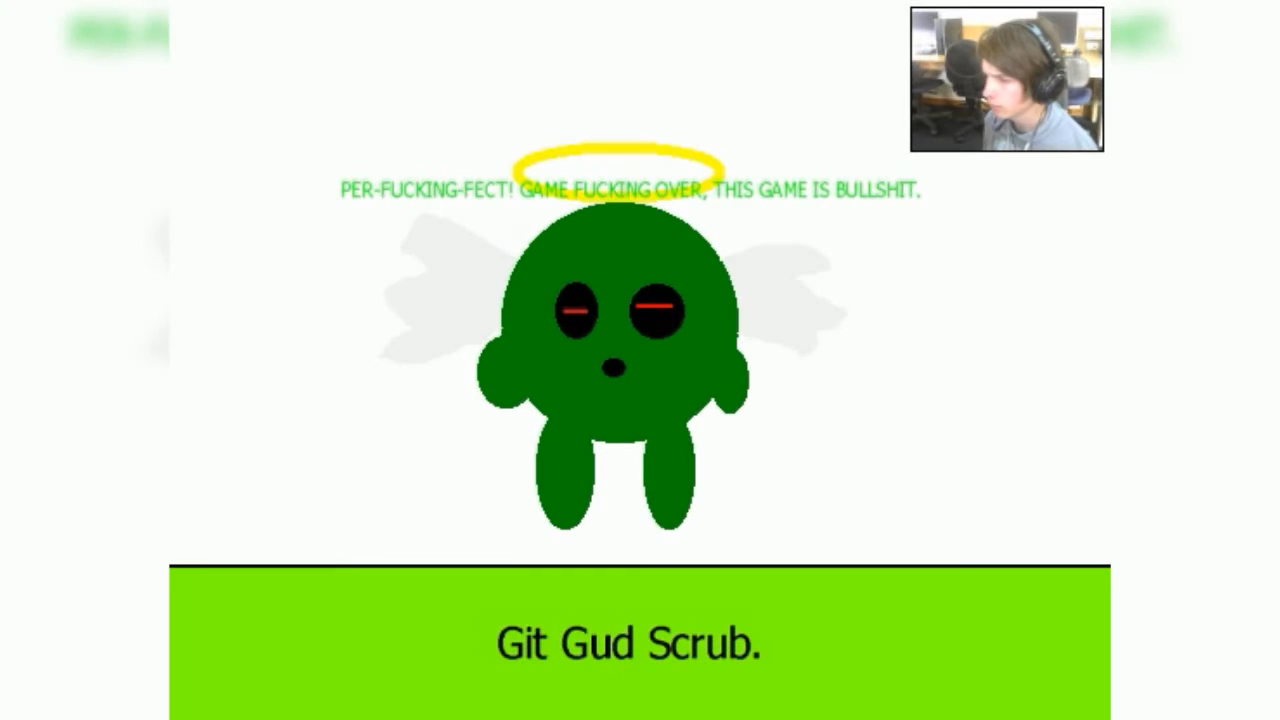 PER-FUCKING-FECT! GAME FUCKING OVER, THIS GAME IS BULLSHIT.
Git Gud Scrub.